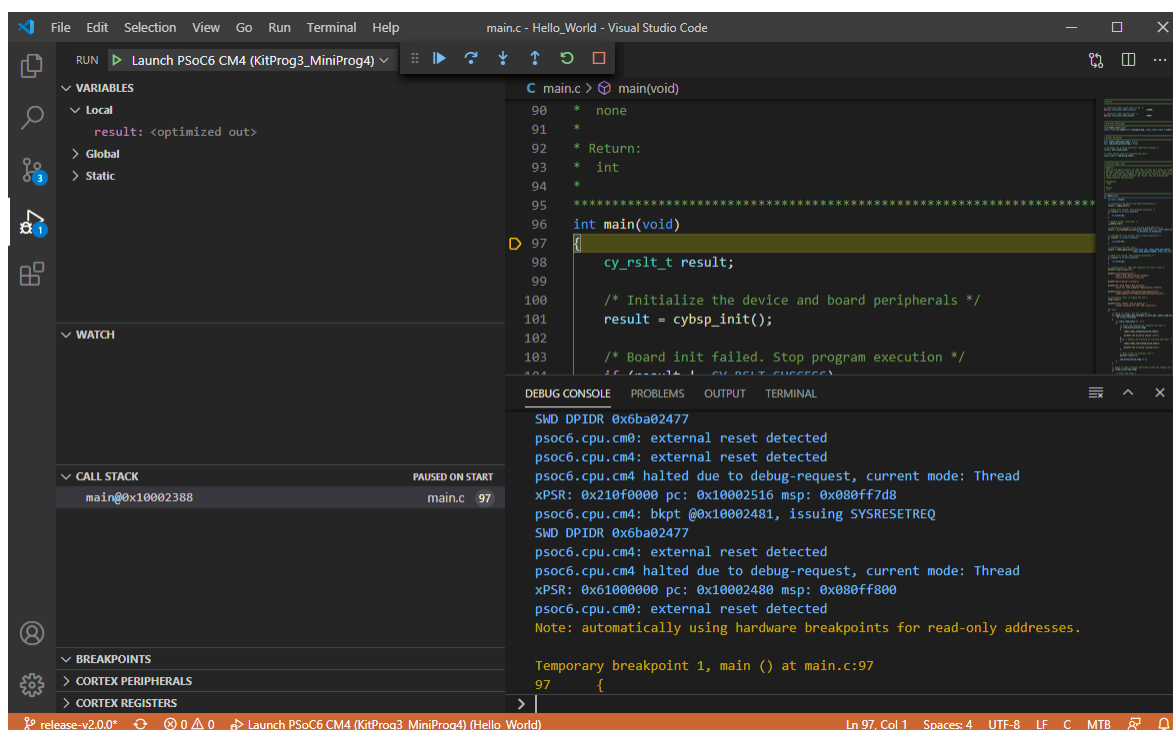 File Edit Selection View Go Run Terminal Help main.c - Hello_World - Visual Studio Code
RUN Launch PSoC6 CM4 (KitProg3_MiniProg4)
VARIABLES
Local
result: <optimized out>
Global
Static
3
1
WATCH
CALL STACK PAUSED ON START
main@0x10002388 main.c 97
BREAKPOINTS
CORTEX PERIPHERALS
CORTEX REGISTERS
C main.c > main(void)
90 * none
91 *
92 * Return:
93 * int
94 *
95 *******************************************************************
96 int main(void)
97 {
98 cy_rslt_t result;
99
100 /* Initialize the device and board peripherals */
101 result = cybsp_init();
102
103 /* Board init failed. Stop program execution */
DEBUG CONSOLE PROBLEMS OUTPUT TERMINAL
SWD DPIDR 0x6ba02477
psoc6.cpu.cm0: external reset detected
psoc6.cpu.cm4: external reset detected
psoc6.cpu.cm4 halted due to debug-request, current mode: Thread
xPSR: 0x210f0000 pc: 0x10002516 msp: 0x080ff7d8
psoc6.cpu.cm4: bkpt @0x10002481, issuing SYSRESETREQ
SWD DPIDR 0x6ba02477
psoc6.cpu.cm4: external reset detected
psoc6.cpu.cm4 halted due to debug-request, current mode: Thread
xPSR: 0x61000000 pc: 0x10002480 msp: 0x080ff800
psoc6.cpu.cm0: external reset detected
Note: automatically using hardware breakpoints for read-only addresses.
Temporary breakpoint 1, main () at main.c:97
97 {
>
release-v2.0.0* 0 0 Launch PSoC6 CM4 (KitProg3_MiniProg4) (Hello_World) Ln 97, Col 1 Spaces: 4 UTF-8 LF C MTB